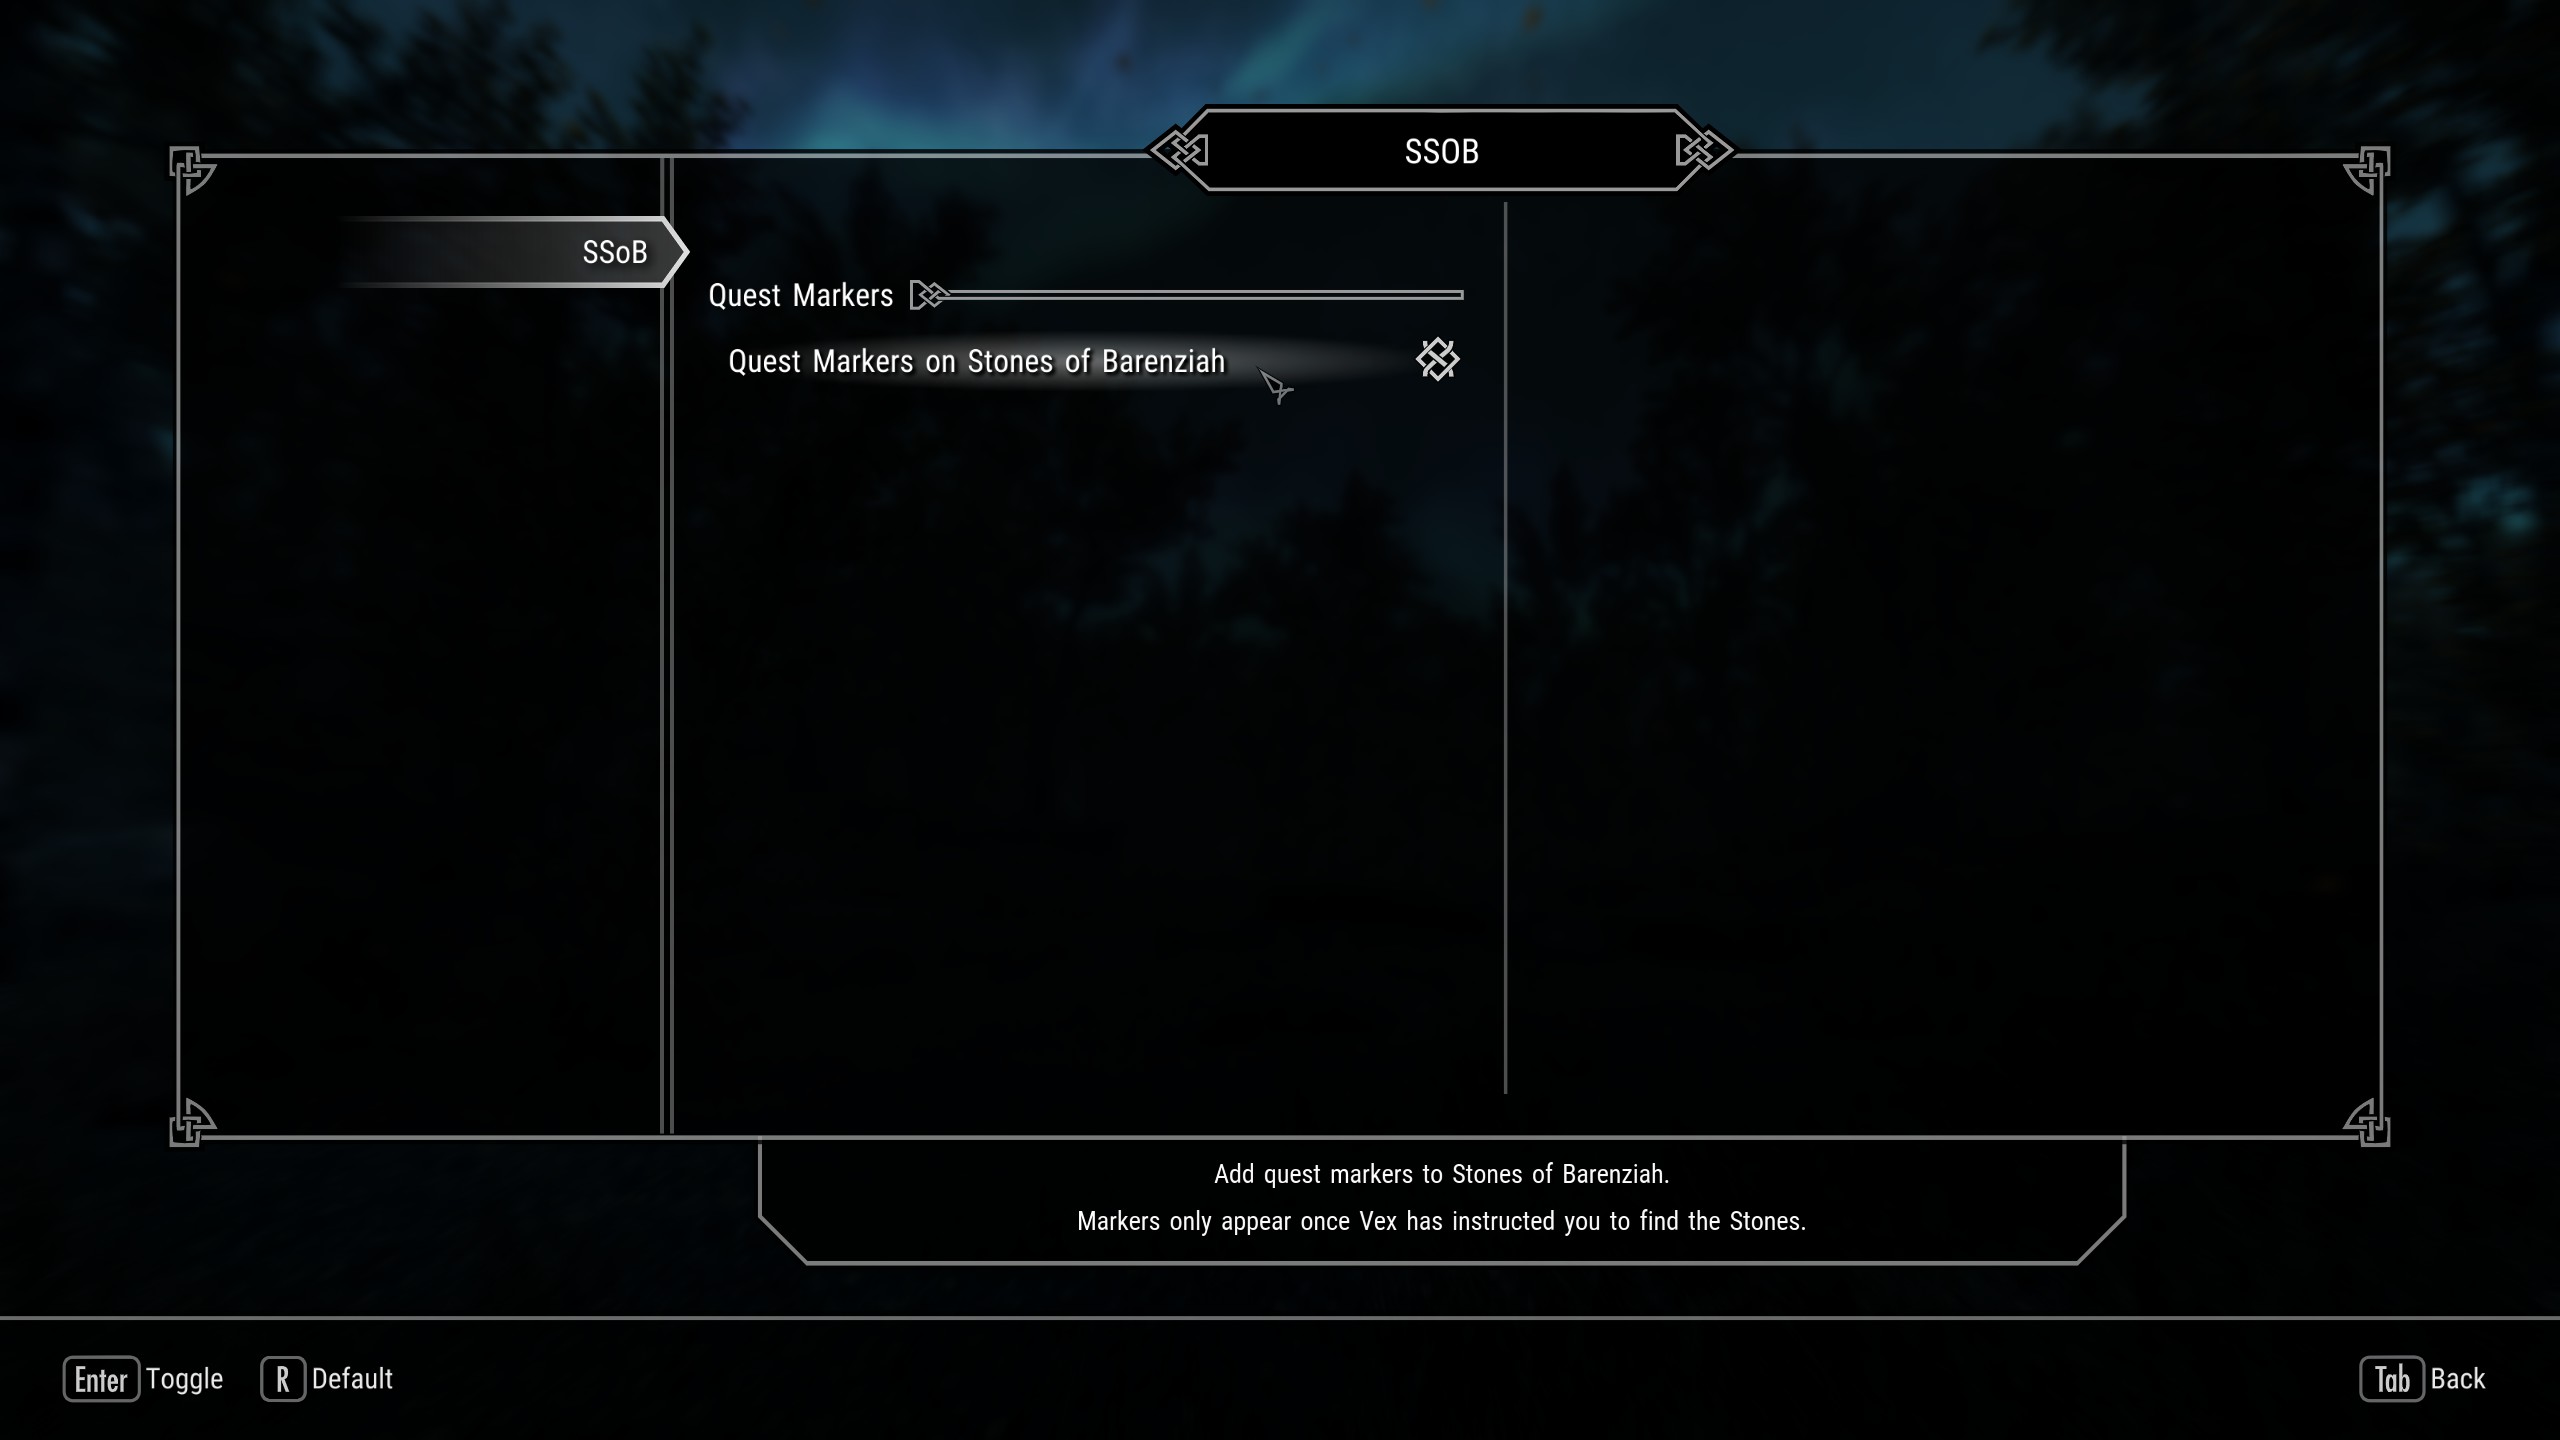 SSOB
SSoB
Quest Markers
Quest Markers on Stones of Barenziah
Add quest markers to Stones of Barenziah.
Markers only appear once Vex has instructed you to find the Stones.
Enter Toggle R Default Tab Back